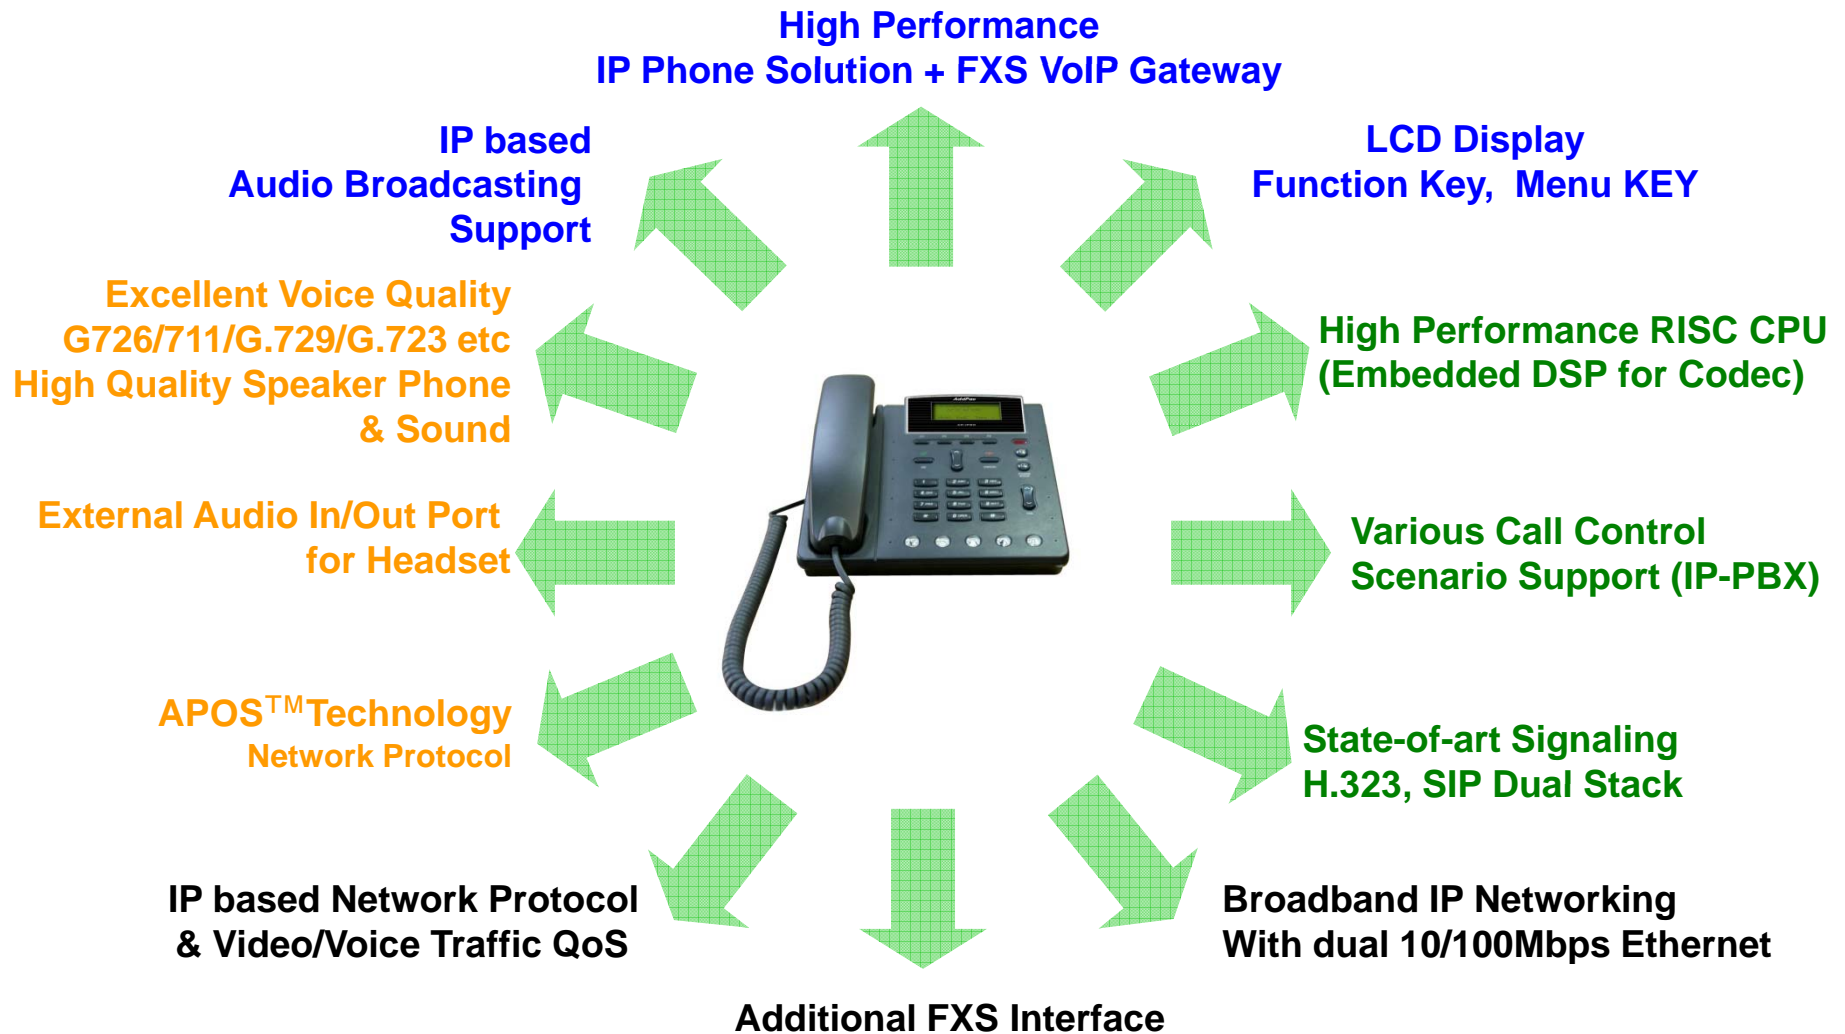 High Performance
IP Phone Solution + FXS VoIP Gateway
IP based
Audio Broadcasting
Support
LCD Display
Function Key, Menu KEY
Excellent Voice Quality
G726/711/G.729/G.723 etc
High Quality Speaker Phone
& Sound
High Performance RISC CPU
(Embedded DSP for Codec)
AddPac
External Audio In/Out Port
for Headset
Various Call Control
Scenario Support (IP-PBX)
APOS™Technology
Network Protocol
State-of-art Signaling
H.323, SIP Dual Stack
IP based Network Protocol
& Video/Voice Traffic QoS
Broadband IP Networking
With dual 10/100Mbps Ethernet
Additional FXS Interface